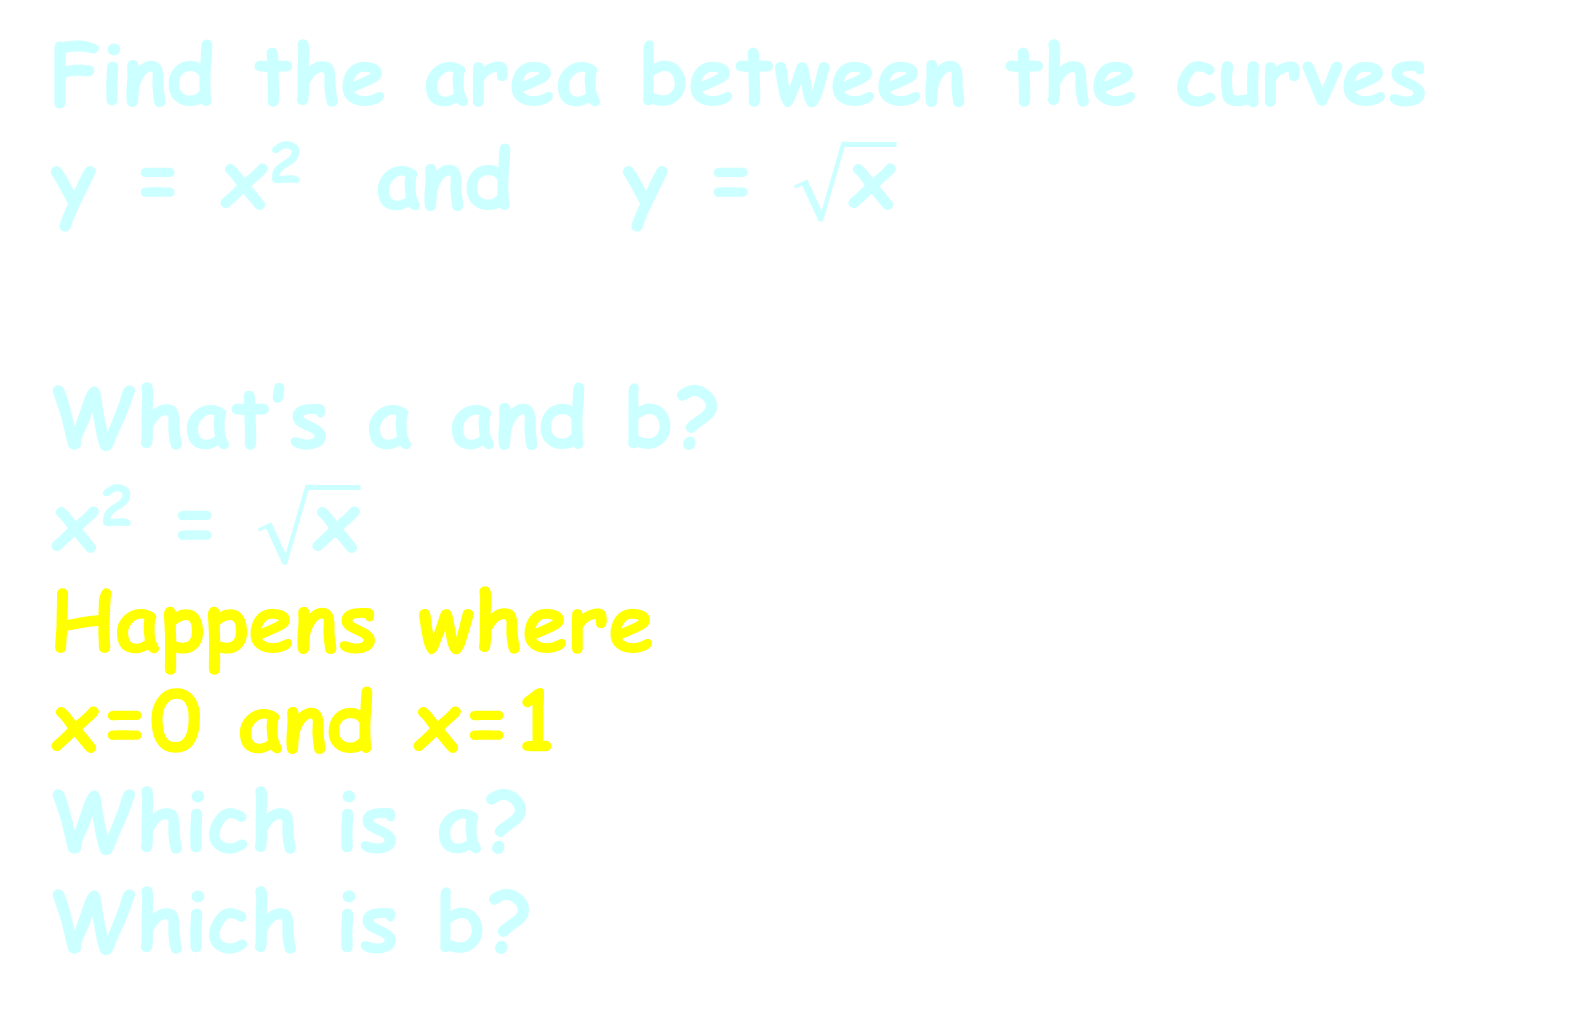 Find the area between the curves
y = x² and y = √x
What's a and b?
x² = √x
Happens where
x=0 and x=1
Which is a?
Which is b?